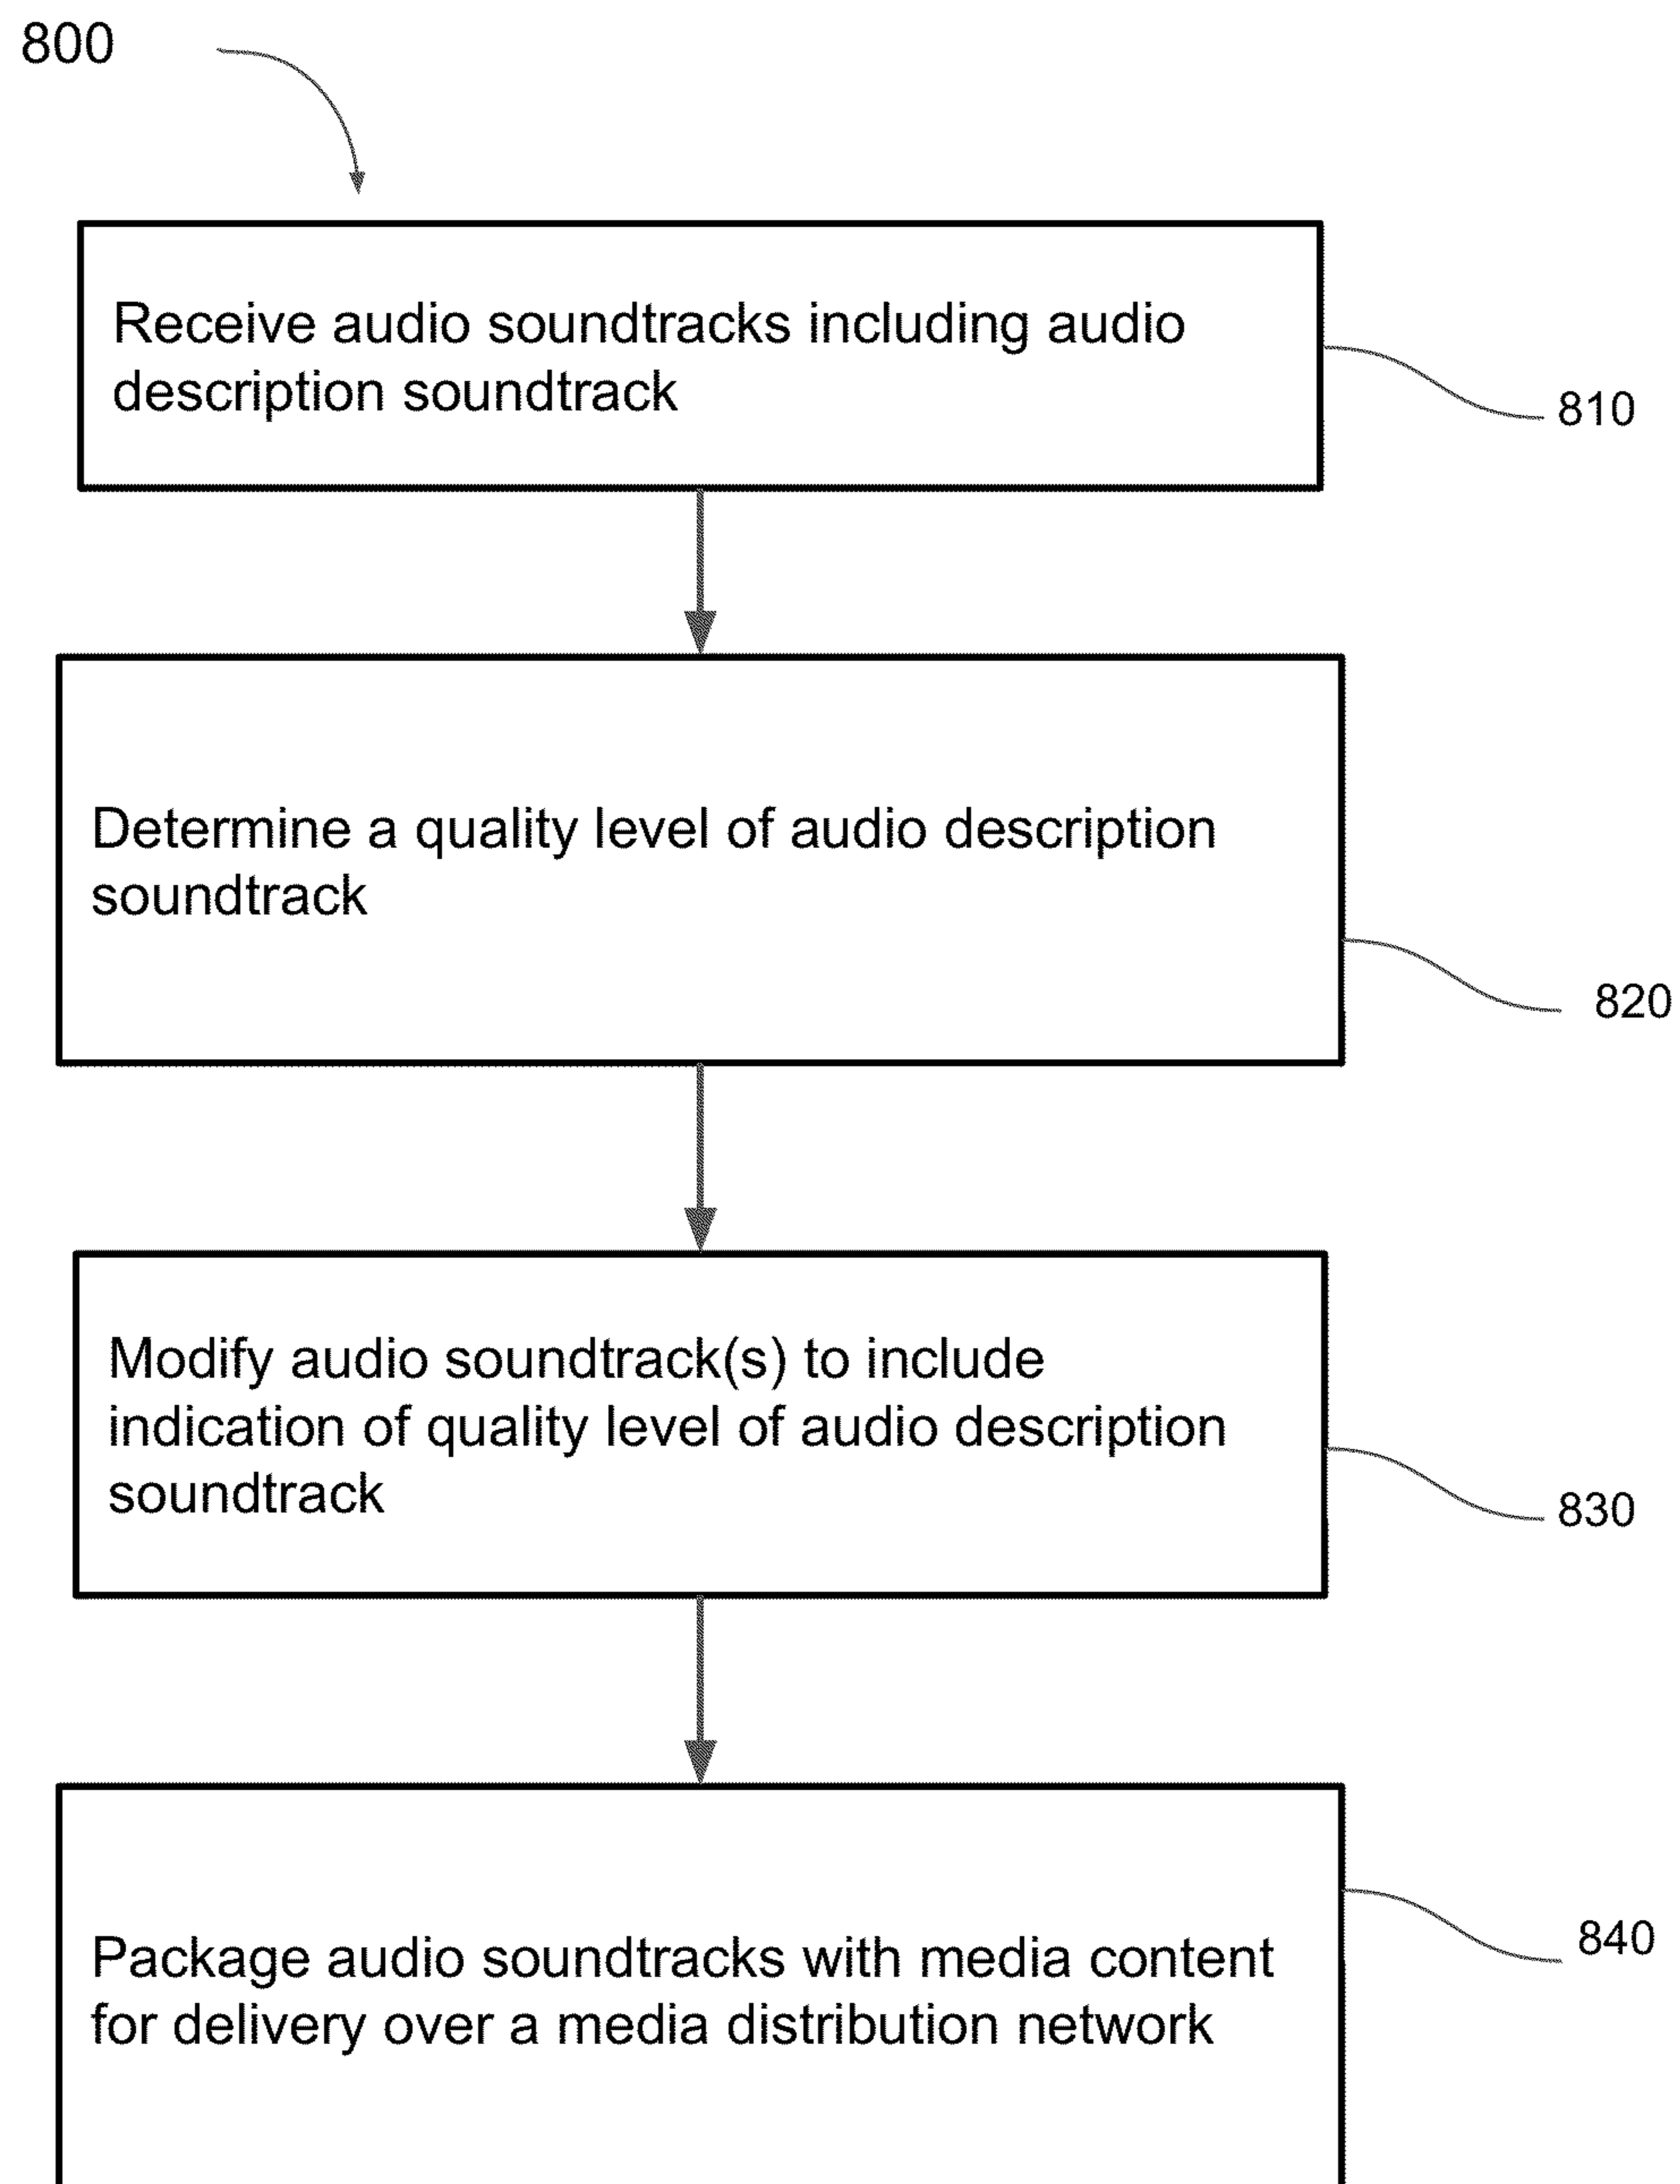 800
Receive audio soundtracks including audio
description soundtrack
810
Determine a quality level of audio description
soundtrack
820
Modify audio soundtrack(s) to include
indication of quality level of audio description
soundtrack
830
Package audio soundtracks with media content
for delivery over a media distribution network
840